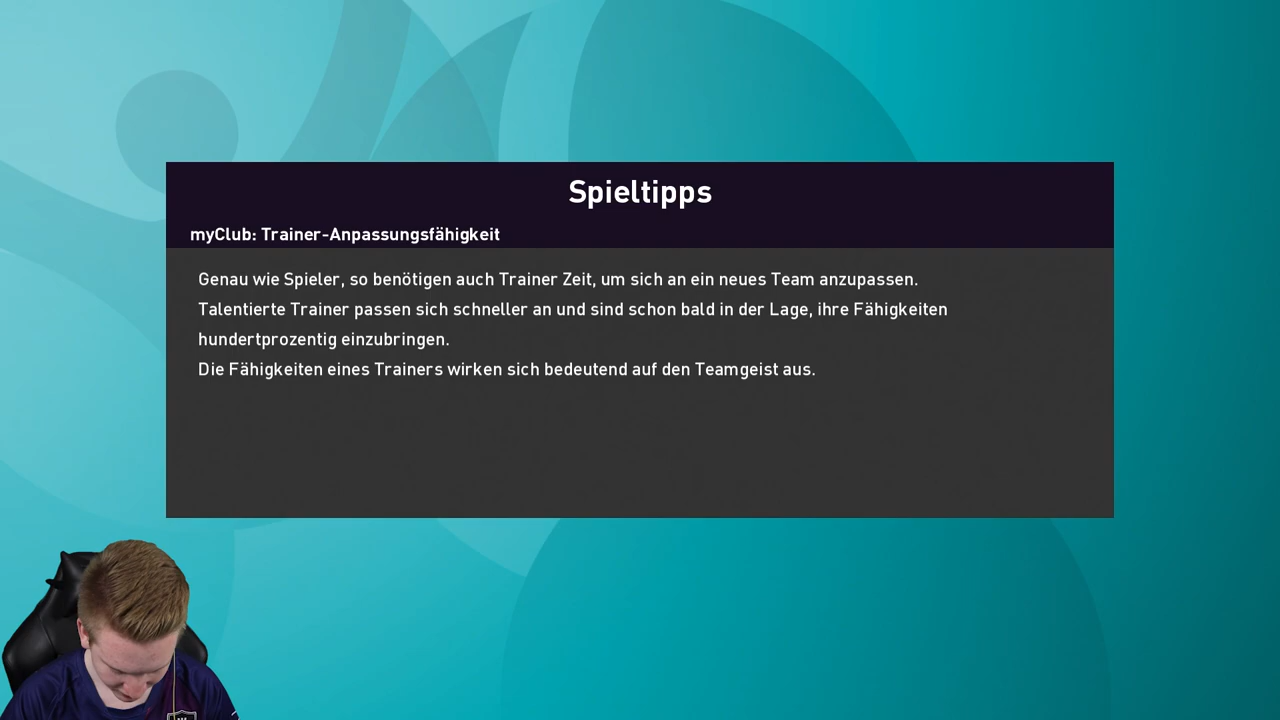 Spieltipps
myClub: Trainer-Anpassungsfähigkeit
Genau wie Spieler, so benötigen auch Trainer Zeit, um sich an ein neues Team anzupassen.
Talentierte Trainer passen sich schneller an und sind schon bald in der Lage, ihre Fähigkeiten
hundertprozentig einzubringen.
Die Fähigkeiten eines Trainers wirken sich bedeutend auf den Teamgeist aus.